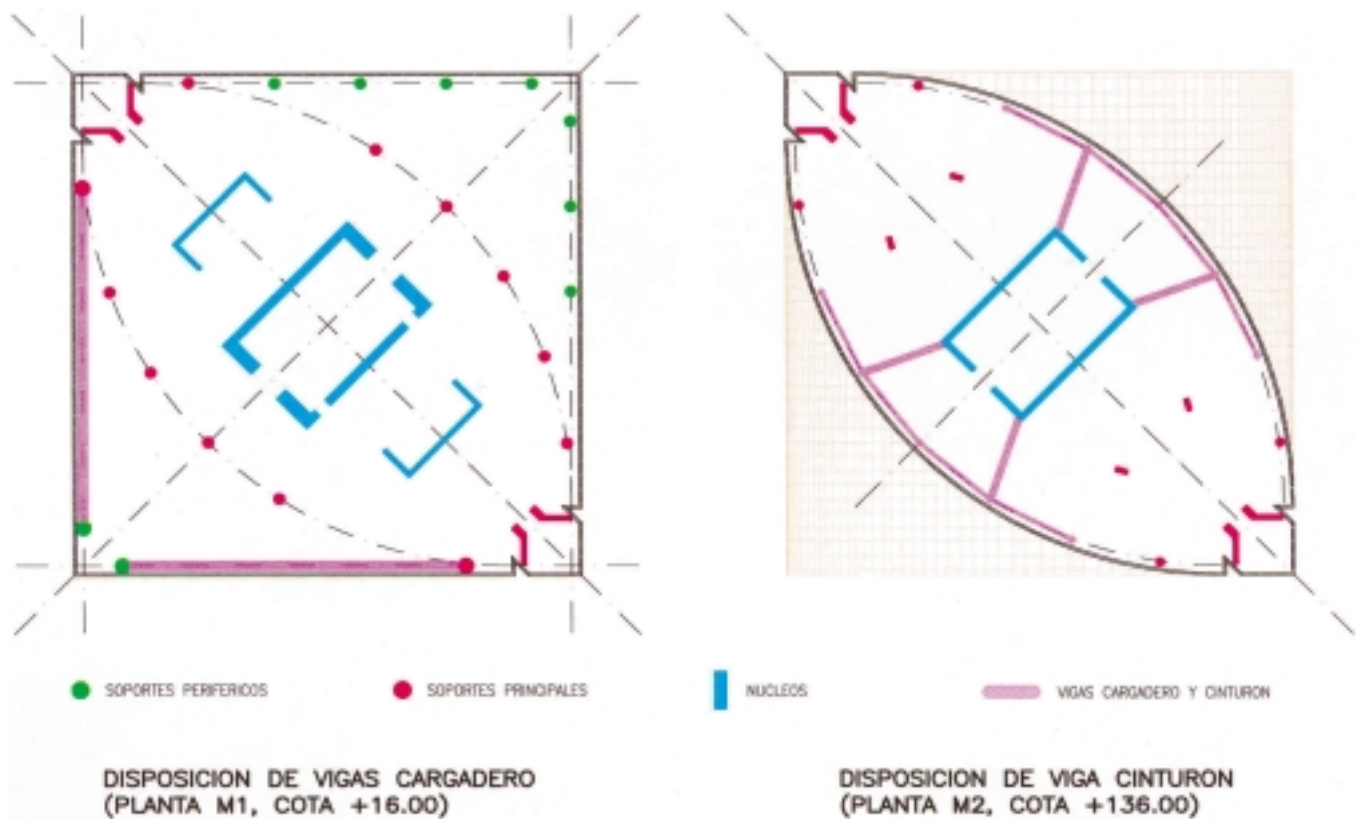 SOPORTES PERIFERICOS
SOPORTES PRINCIPALES
NUCLEOS
VIGAS CARGADERO Y CINTURON
DISPOSICION DE VIGAS CARGADERO
(PLANTA M1, COTA +16.00)
DISPOSICION DE VIGA CINTURON
(PLANTA M2, COTA +136.00)